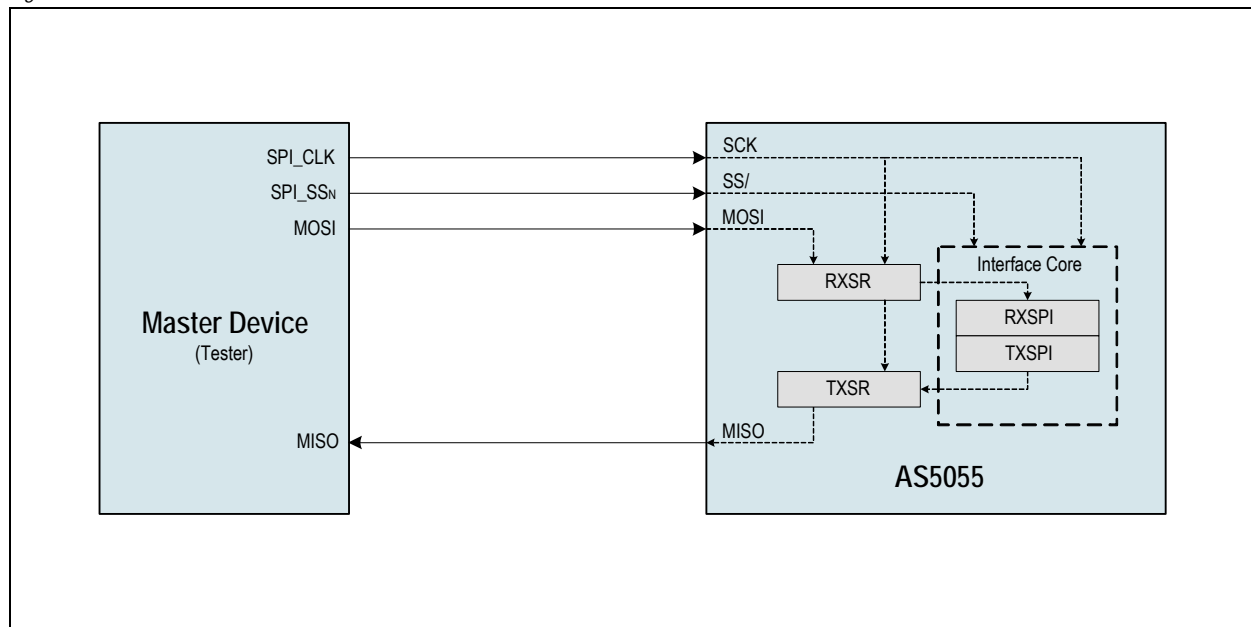 SPI_CLK
SPI_SSN
MOSI
Master Device
(Tester)
MISO
SCK
SS/
MOSI
Interface Core
RXSR
RXSPI
TXSPI
TXSR
MISO
AS5055